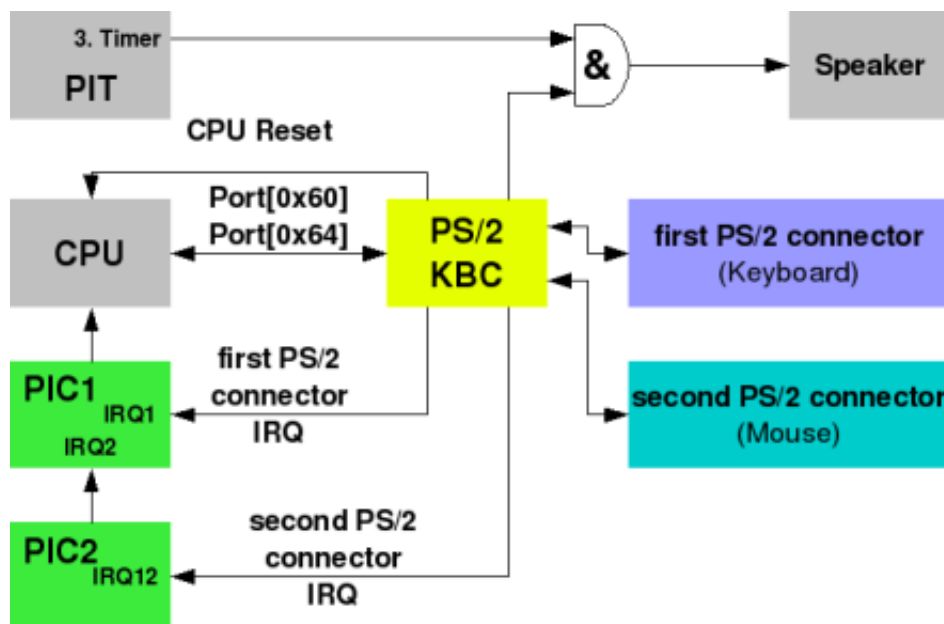 3. Timer
PIT
&
Speaker
CPU Reset
Port[0x60]
Port[0x64]
CPU
PS/2
KBC
first PS/2 connector
(Keyboard)
first PS/2
connector
IRQ
PIC1
IRQ1
IRQ2
second PS/2 connector
(Mouse)
second PS/2
connector
IRQ
PIC2
IRQ12